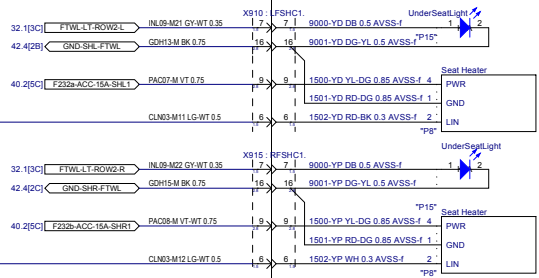 X910 : LFSHC1. UnderSeatLight
32.1[3C] FTWL-LT-ROW2-L INL09-M21 GY-WT 0.35 7 7 9000-YD DB 0.5 AVSS-f 1 2
42.4[2B] GND-SHL-FTWL GDH13-M BK 0.75 16 16 9001-YD DG-YL 0.5 AVSS-f "P15"
Seat Heater
40.2[5C] F232a-ACC-15A-SHL1 PAC07-M VT 0.75 9 9 1500-YD YL-DG 0.85 AVSS-f 4 PWR
1501-YD RD-DG 0.85 AVSS-f 1 GND
CLN03-M11 LG-WT 0.5 6 6 1502-YD RD-BK 0.3 AVSS-f 2 LIN
"P8"
X915 : RFSHC1. UnderSeatLight
32.1[3C] FTWL-LT-ROW2-R INL09-M22 GY-WT 0.35 7 7 9000-YP DB 0.5 AVSS-f 1 2
42.4[2C] GND-SHR-FTWL GDH15-M BK 0.75 16 16 9001-YP DG-YL 0.5 AVSS-f
"P15" Seat Heater
40.2[5C] F232b-ACC-15A-SHR1 PAC08-M VT-WT 0.75 9 9 1500-YP YL-DG 0.85 AVSS-f 4 PWR
1501-YP RD-DG 0.85 AVSS-f 1 GND
CLN03-M12 LG-WT 0.5 6 6 1502-YP WH 0.3 AVSS-f 2 LIN
"P8"